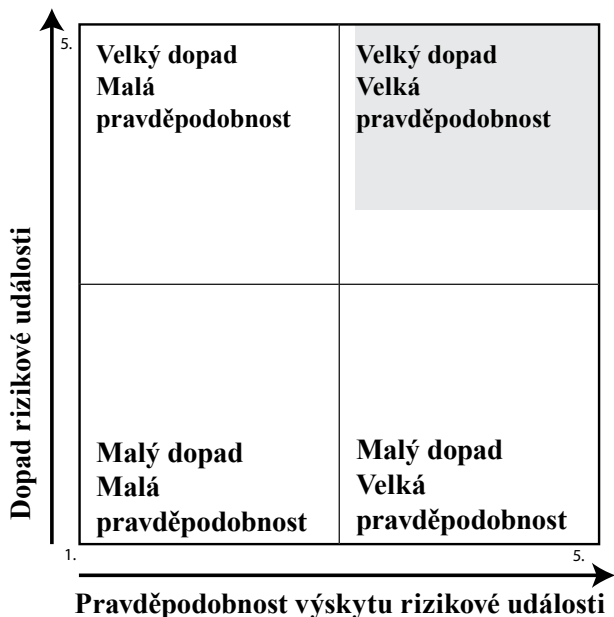 5.
Velký dopad
Malá
pravděpodobnost
Velký dopad
Velká
pravděpodobnost
Dopad rizikové události
Malý dopad
Malá
pravděpodobnost
Malý dopad
Velká
pravděpodobnost
1.
5.
Pravděpodobnost výskytu rizikové události